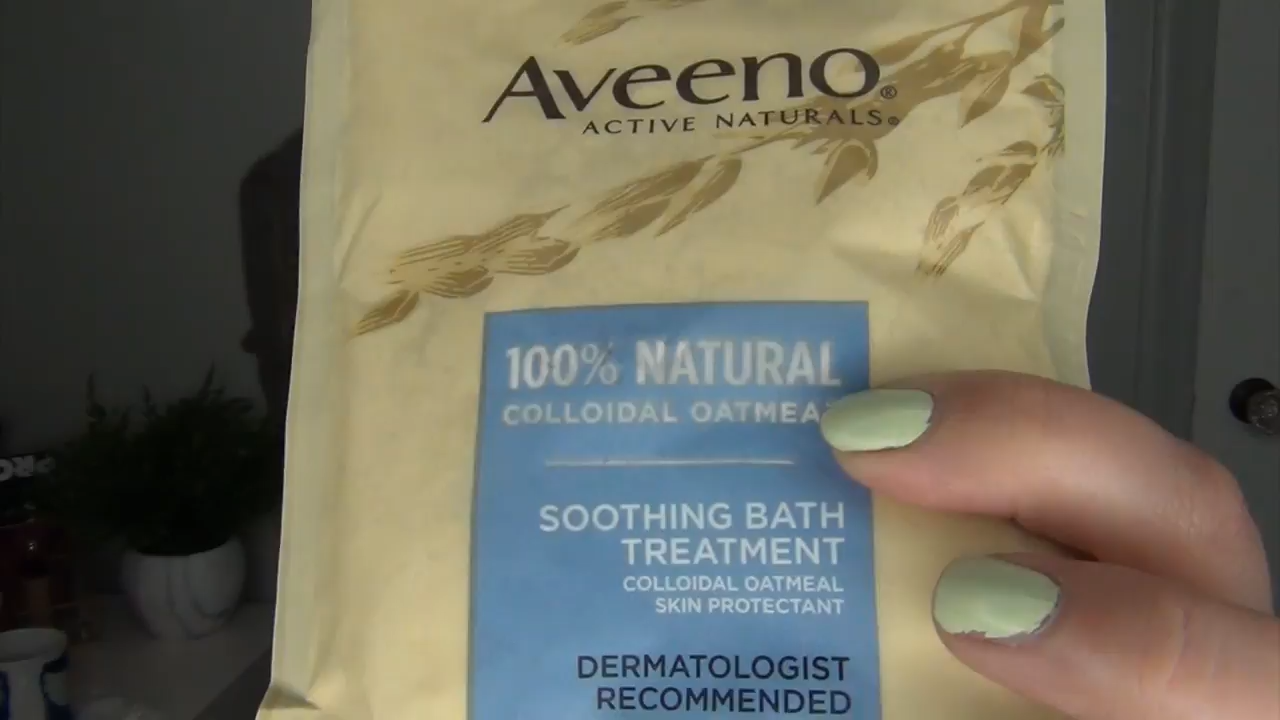 Aveeno®
ACTIVE NATURALS®
100% NATURAL
COLLOIDAL OATMEA
SOOTHING BATH
TREATMENT
COLLOIDAL OATMEAL
SKIN PROTECTANT
DERMATOLOGIST
RECOMMENDED